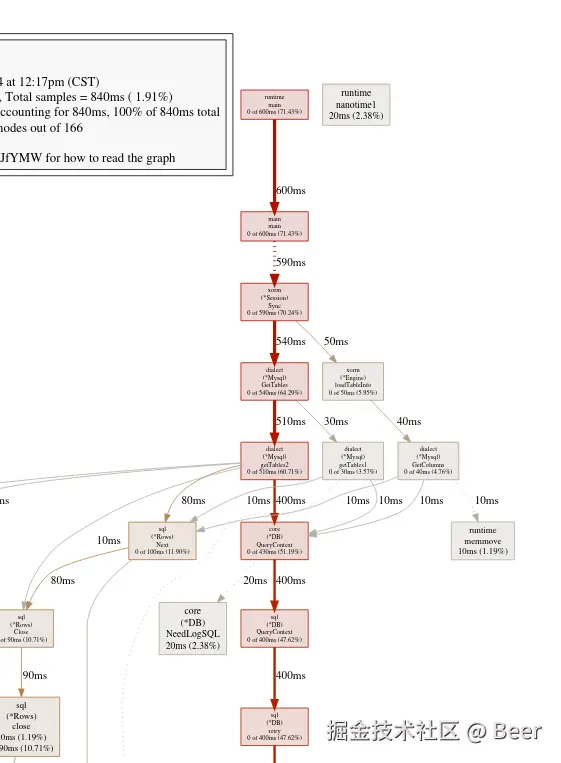 4 at 12:17pm (CST)
, Total samples = 840ms ( 1.91%)
accounting for 840ms, 100% of 840ms total
nodes out of 166
JfYMW for how to read the graph
runtime
main
0 of 600ms (71.43%)
runtime
nanotime1
20ms (2.38%)
600ms
main
main
0 of 600ms (71.43%)
590ms
xorm
(*Session)
Sync
0 of 590ms (70.24%)
540ms
50ms
dialect
(*Mysql)
GetTables
0 of 540ms (64.29%)
xorm
(*Engine)
loadTableInfo
0 of 50ms (5.95%)
510ms
30ms
40ms
dialect
(*Mysql)
getTables2
0 of 510ms (60.71%)
dialect
(*Mysql)
getTables1
0 of 30ms (3.57%)
dialect
(*Mysql)
GetColumns
0 of 40ms (4.76%)
ms
80ms
10ms
400ms
10ms
10ms
10ms
10ms
sql
(*Rows)
Next
0 of 100ms (11.90%)
core
(*DB)
QueryContext
0 of 430ms (51.19%)
runtime
memmove
10ms (1.19%)
10ms
80ms
20ms
400ms
sql
(*Rows)
Close
of 90ms (10.71%)
core
(*DB)
NeedLogSQL
20ms (2.38%)
sql
(*DB)
QueryContext
0 of 400ms (47.62%)
90ms
400ms
sql
(*Rows)
close
0ms (1.19%)
90ms (10.71%)
sql
(*DB)
retry
0 of 400ms (47.62%)
掘金技术社区 @ Beer